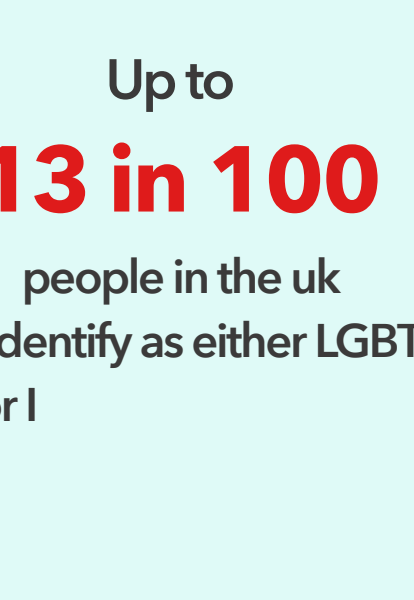 Up to
13 in 100
people in the uk
dentify as either LGBT
r I